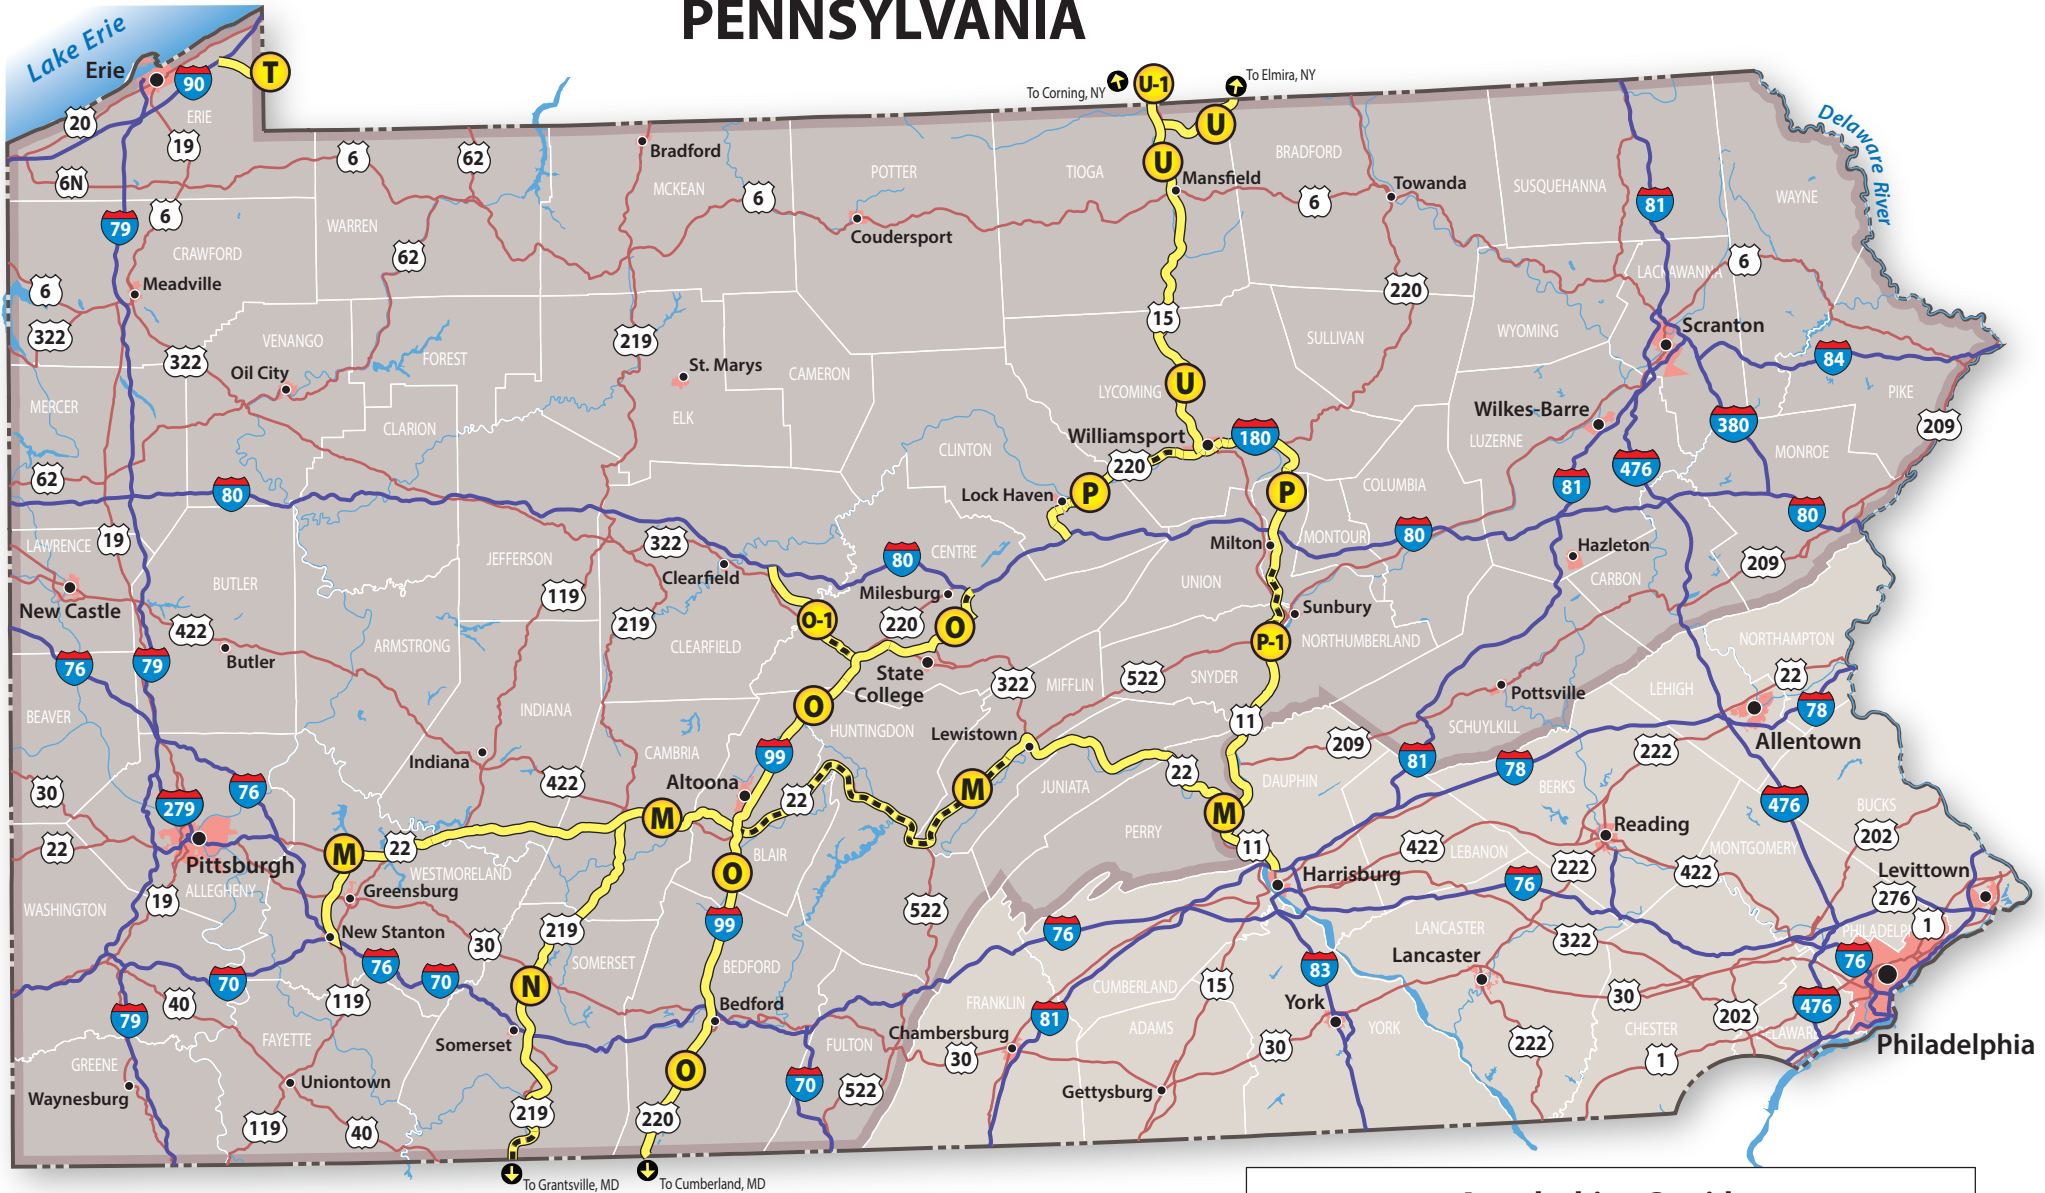 PENNSYLVANIA
Lake Erie
Erie
90
T
20
ERIE
19
6N
6
62
Bradford
MCKEAN
6
POTTER
To Corning, NY
U-1
To Elmira, NY
U
U
TIOGA
Mansfield
BRADFORD
6
Towanda
SUSQUEHANNA
81
WAYNE
Delaware River
79
6
CRAWFORD
WARREN
62
Coudersport
LACKAWANNA
6
Meadville
6
322
322
VENANGO
FOREST
219
St. Marys
CAMERON
15
SULLIVAN
220
WYOMING
Scranton
84
Oil City
MERCER
CLARION
ELK
LYCOMING
U
PIKE
Wilkes-Barre
380
209
LUZERNE
CLINTON
Williamsport
180
220
MONROE
62
80
Lock Haven
P
P
COLUMBIA
81
476
80
LAWRENCE
19
JEFFERSON
322
Clearfield
80
CENTRE
Milton
MONTOUR
80
Hazleton
209
BUTLER
119
Milesburg
UNION
CARBON
New Castle
422
219
O-1
220
O
Sunbury
Butler
ARMSTRONG
CLEARFIELD
P-1
NORTHUMBERLAND
NORTHAMPTON
76
79
State
College
322
MIFFLIN
522
SNYDER
22
LEHIGH
Pottsville
BEAVER
INDIANA
O
HUNTINGDON
Lewistown
11
SCHUYLKILL
78
Allentown
Indiana
CAMBRIA
99
209
81
78
222
Altoona
422
22
M
JUNIATA
22
DAUPHIN
BERKS
30
76
279
476
BUCKS
M
M
PERRY
Reading
202
22
Pittsburgh
M
22
BLAIR
11
422
LEBANON
222
422
MONTGOMERY
Levittown
WESTMORELAND
O
Harrisburg
76
276
19
ALLEGHENY
Greensburg
WASHINGTON
219
99
522
76
LANCASTER
322
1
New Stanton
30
SOMERSET
BEDFORD
Lancaster
76
70
76
70
N
FRANKLIN
CUMBERLAND
15
83
York
30
40
119
Bedford
81
476
79
Chambersburg
ADAMS
YORK
202
CHESTER
DELAWARE
Somerset
FAYETTE
FULTON
30
30
222
1
Philadelphia
GREENE
O
70
522
Waynesburg
Uniontown
Gettysburg
119
40
219
220
To Grantsville, MD
To Cumberland, MD